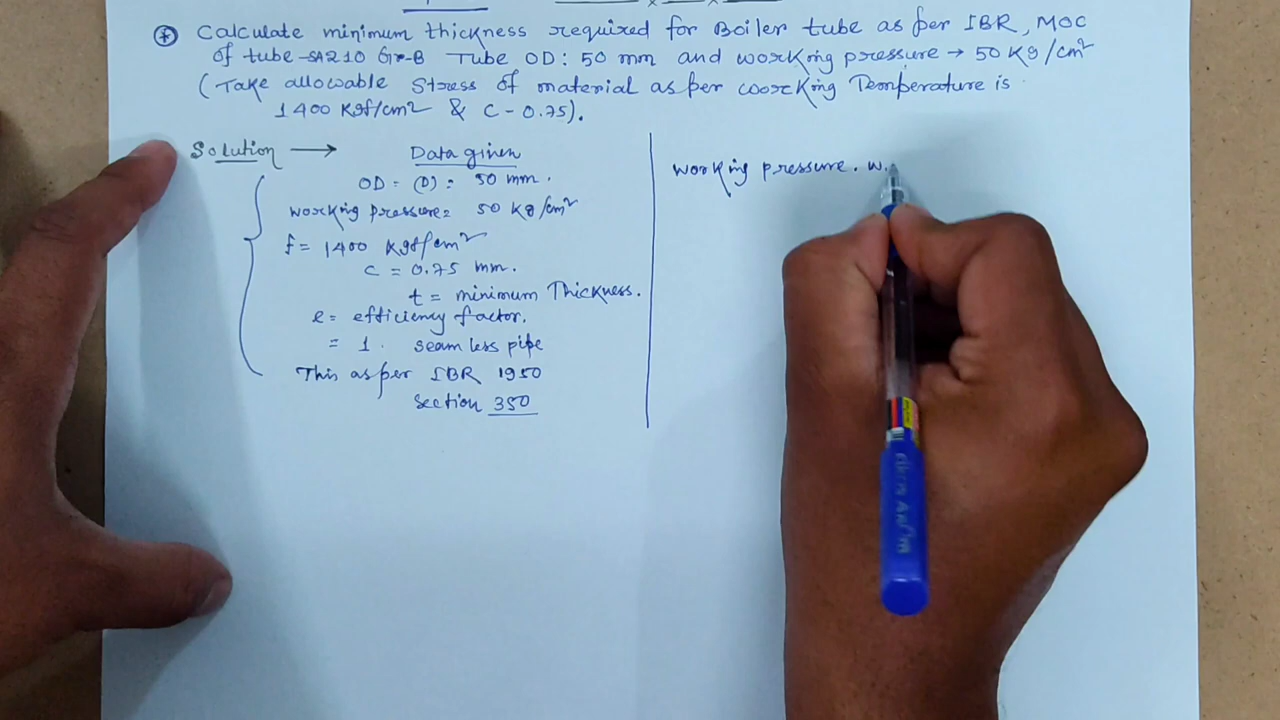 Calculate minimum thickness required for Boiler tube as per IBR, MOC
of tube-SA210 Gr-B Tube OD: 50 mm and working pressure → 50 Kg/cm²
(Take allowable Stress of material as per woorking Temperature is
1400 Kgf/cm² & C - 0.75).
Solution →
Data given
OD = (D) = 50 mm.
working pressure = 50 Kg/cm²
f = 1400 Kgf/cm²
C = 0.75 mm.
t = minimum Thickness.
e = efficiency factor.
= 1. seam less pipe
This as per IBR 1950
Section 350
working pressure. w.